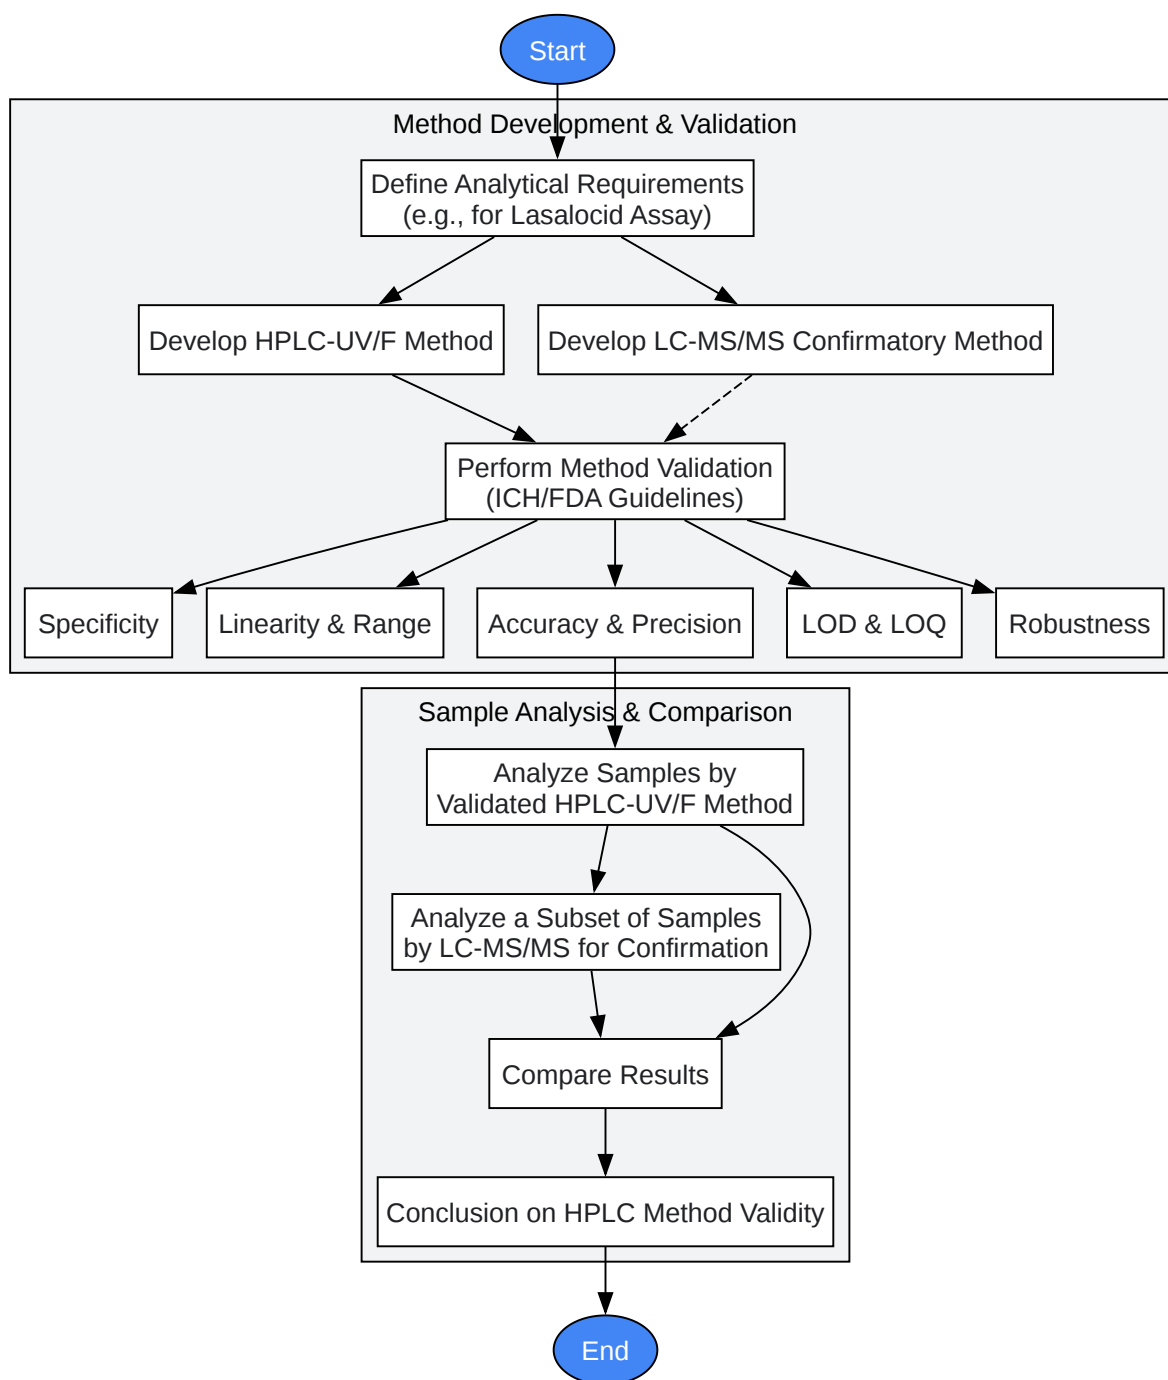 Start
Method Development & Validation
Define Analytical Requirements
(e.g., for Lasalocid Assay)
Develop HPLC-UV/F Method
Develop LC-MS/MS Confirmatory Method
Perform Method Validation
(ICH/FDA Guidelines)
Specificity
Linearity & Range
Accuracy & Precision
LOD & LOQ
Robustness
Sample Analysis & Comparison
Analyze Samples by
Validated HPLC-UV/F Method
Analyze a Subset of Samples
by LC-MS/MS for Confirmation
Compare Results
Conclusion on HPLC Method Validity
End